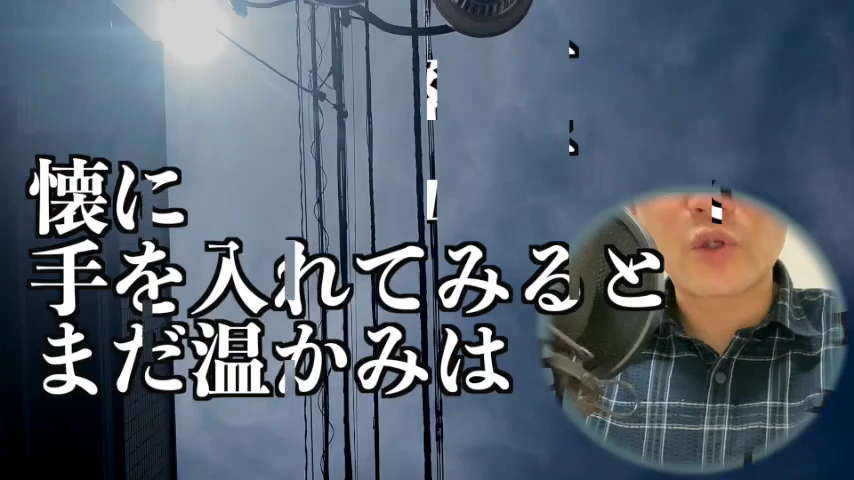 懐に
手を入れてみると
まだ温かみは